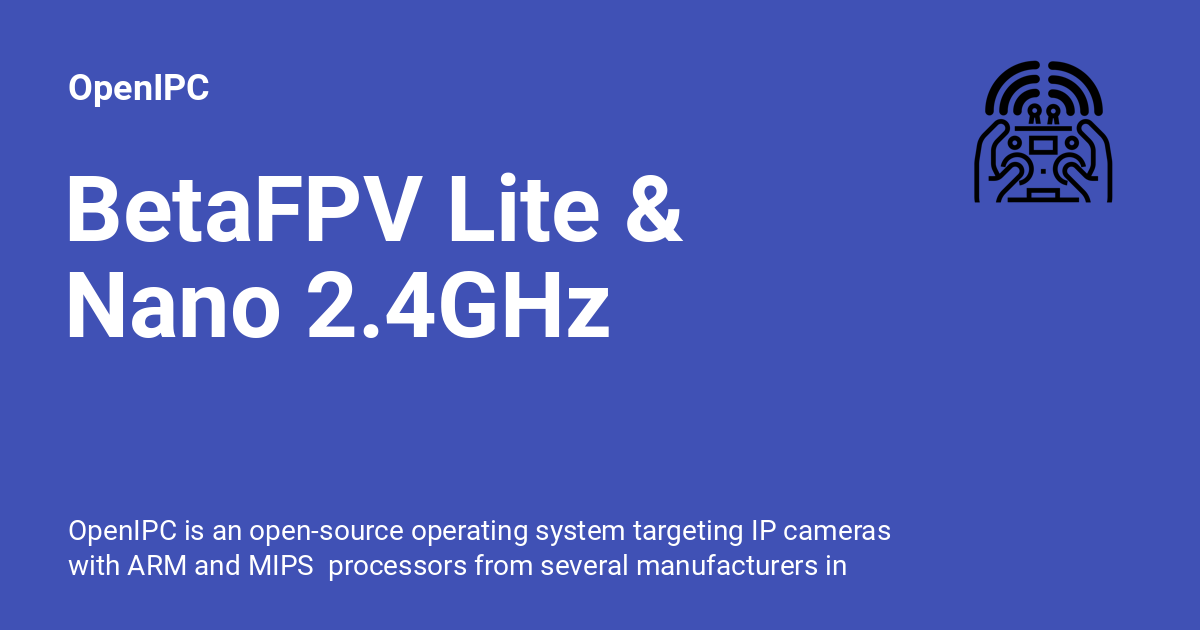 OpenIPC
BetaFPV Lite &
Nano 2.4GHz
OpenIPC is an open-source operating system targeting IP cameras
with ARM and MIPS  processors from several manufacturers in